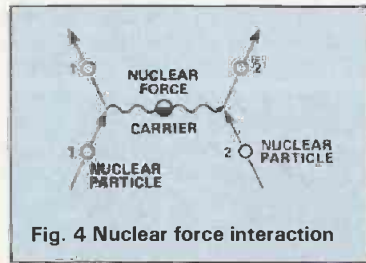 1 2
NUCLEAR
FORCE
CARRIER
1 NUCLEAR
PARTICLE
2 NUCLEAR
PARTICLE
Fig. 4 Nuclear force interaction